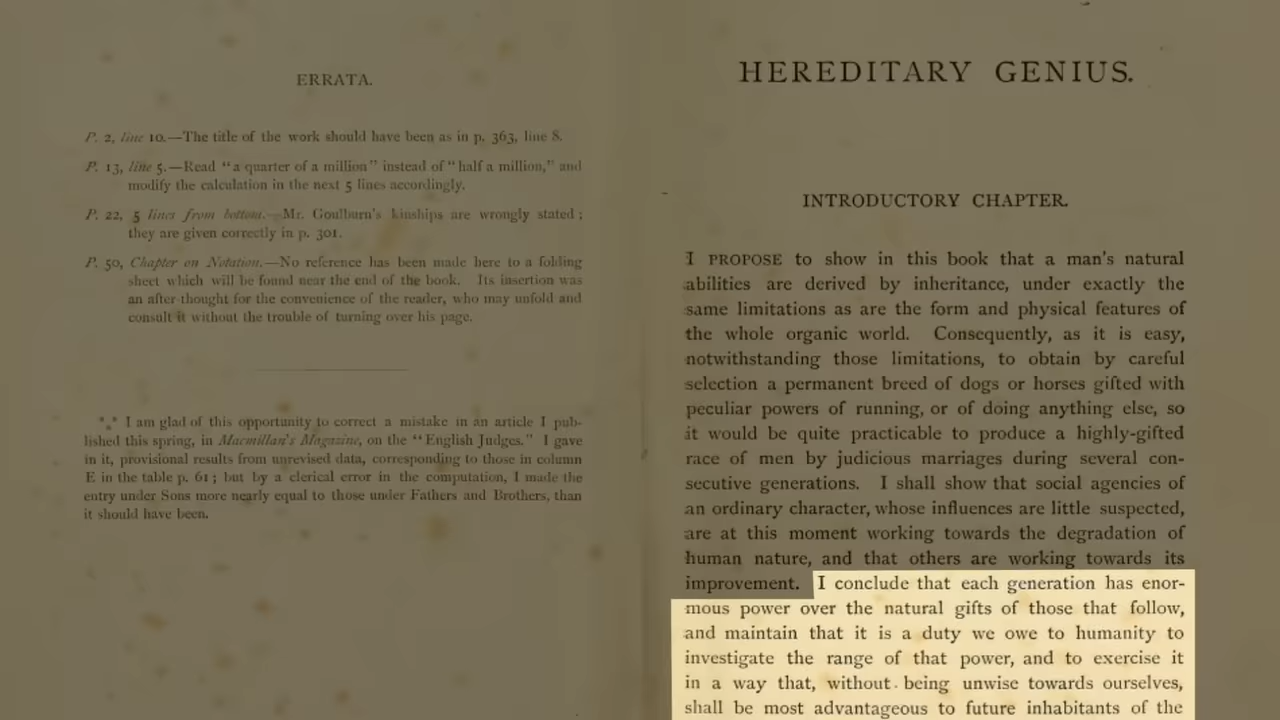 ERRATA.
P. 2, line 10.—The title of the work should have been as in p. 363, line 8.
P. 13, line 5.—Read "a quarter of a million" instead of "half a million," and
modify the calculation in the next 5 lines accordingly.
P. 22, 5 lines from bottom.—Mr. Goulburn's kinships are wrongly stated;
they are given correctly in p. 301.
P. 50, Chapter on Notation.—No reference has been made here to a folding
sheet which will be found near the end of the book. Its insertion was
an after-thought for the convenience of the reader, who may unfold and
consult it without the trouble of turning over his page.
*** I am glad of this opportunity to correct a mistake in an article I pub-
lished this spring, in Macmillan's Magazine, on the "English Judges." I gave
in it, provisional results from unrevised data, corresponding to those in column
E in the table p. 61; but by a clerical error in the computation, I made the
entry under Sons more nearly equal to those under Fathers and Brothers, than
it should have been.
HEREDITARY GENIUS.
INTRODUCTORY CHAPTER.
I PROPOSE to show in this book that a man's natural
abilities are derived by inheritance, under exactly the
same limitations as are the form and physical features of
the whole organic world. Consequently, as it is easy,
notwithstanding those limitations, to obtain by careful
selection a permanent breed of dogs or horses gifted with
peculiar powers of running, or of doing anything else, so
it would be quite practicable to produce a highly-gifted
race of men by judicious marriages during several con-
secutive generations. I shall show that social agencies of
an ordinary character, whose influences are little suspected,
are at this moment working towards the degradation of
human nature, and that others are working towards its
improvement. I conclude that each generation has enor-
mous power over the natural gifts of those that follow,
and maintain that it is a duty we owe to humanity to
investigate the range of that power, and to exercise it
in a way that, without being unwise towards ourselves,
shall be most advantageous to future inhabitants of the